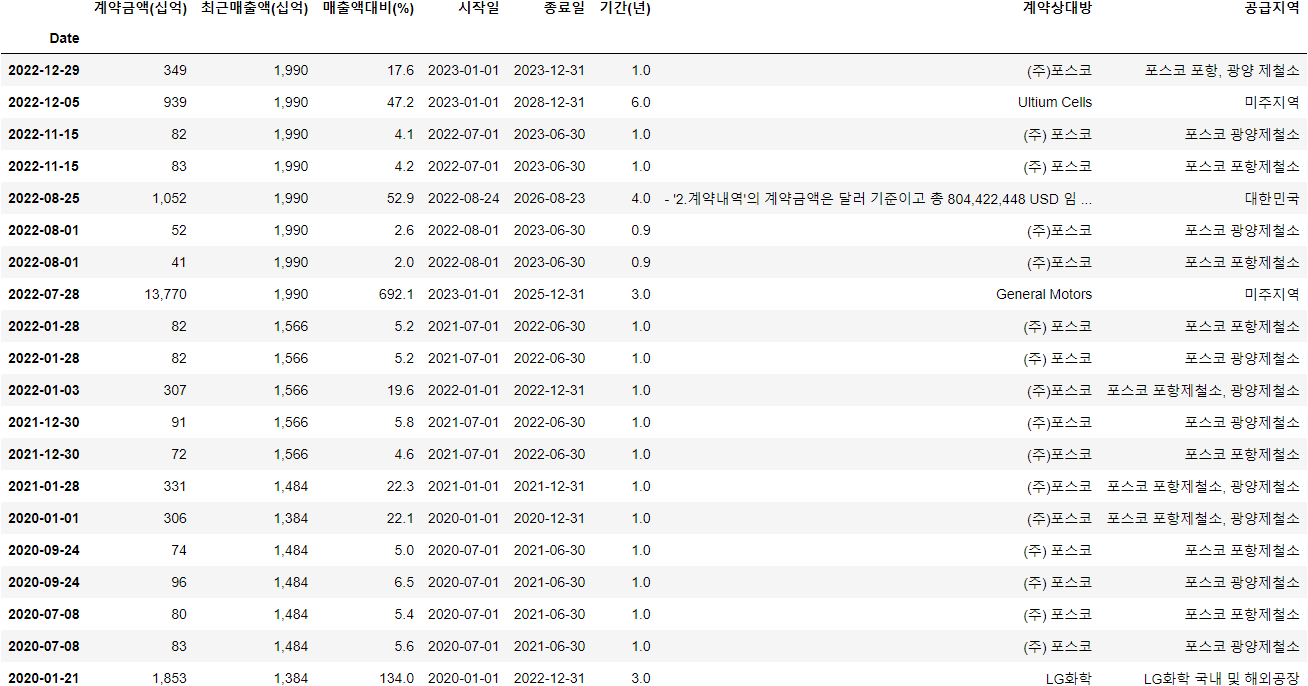 계약금액(십억) 최근매출액(십억) 매출액대비(%) 시작일 종료일 기간(년) 계약상대방 공급지역
Date
2022-12-29 349 1,990 17.6 2023-01-01 2023-12-31 1.0 (주)포스코 포스코 포항, 광양 제철소
2022-12-05 939 1,990 47.2 2023-01-01 2028-12-31 6.0 Ultium Cells 미주지역
2022-11-15 82 1,990 4.1 2022-07-01 2023-06-30 1.0 (주) 포스코 포스코 광양제철소
2022-11-15 83 1,990 4.2 2022-07-01 2023-06-30 1.0 (주) 포스코 포스코 포항제철소
2022-08-25 1,052 1,990 52.9 2022-08-24 2026-08-23 4.0 - '2.계약내역'의 계약금액은 달러 기준이고 총 804,422,448 USD 임 ... 대한민국
2022-08-01 52 1,990 2.6 2022-08-01 2023-06-30 0.9 (주)포스코 포스코 광양제철소
2022-08-01 41 1,990 2.0 2022-08-01 2023-06-30 0.9 (주)포스코 포스코 포항제철소
2022-07-28 13,770 1,990 692.1 2023-01-01 2025-12-31 3.0 General Motors 미주지역
2022-01-28 82 1,566 5.2 2021-07-01 2022-06-30 1.0 (주) 포스코 포스코 포항제철소
2022-01-28 82 1,566 5.2 2021-07-01 2022-06-30 1.0 (주) 포스코 포스코 광양제철소
2022-01-03 307 1,566 19.6 2022-01-01 2022-12-31 1.0 (주)포스코 포스코 포항제철소, 광양제철소
2021-12-30 91 1,566 5.8 2021-07-01 2022-06-30 1.0 (주)포스코 포스코 광양제철소
2021-12-30 72 1,566 4.6 2021-07-01 2022-06-30 1.0 (주)포스코 포스코 포항제철소
2021-01-28 331 1,484 22.3 2021-01-01 2021-12-31 1.0 (주)포스코 포스코 포항제철소, 광양제철소
2020-01-01 306 1,384 22.1 2020-01-01 2020-12-31 1.0 (주)포스코 포스코 포항제철소, 광양제철소
2020-09-24 74 1,484 5.0 2020-07-01 2021-06-30 1.0 (주) 포스코 포스코 포항제철소
2020-09-24 96 1,484 6.5 2020-07-01 2021-06-30 1.0 (주) 포스코 포스코 광양제철소
2020-07-08 80 1,484 5.4 2020-07-01 2021-06-30 1.0 (주) 포스코 포스코 포항제철소
2020-07-08 83 1,484 5.6 2020-07-01 2021-06-30 1.0 (주) 포스코 포스코 광양제철소
2020-01-21 1,853 1,384 134.0 2020-01-01 2022-12-31 3.0 LG화학 LG화학 국내 및 해외공장